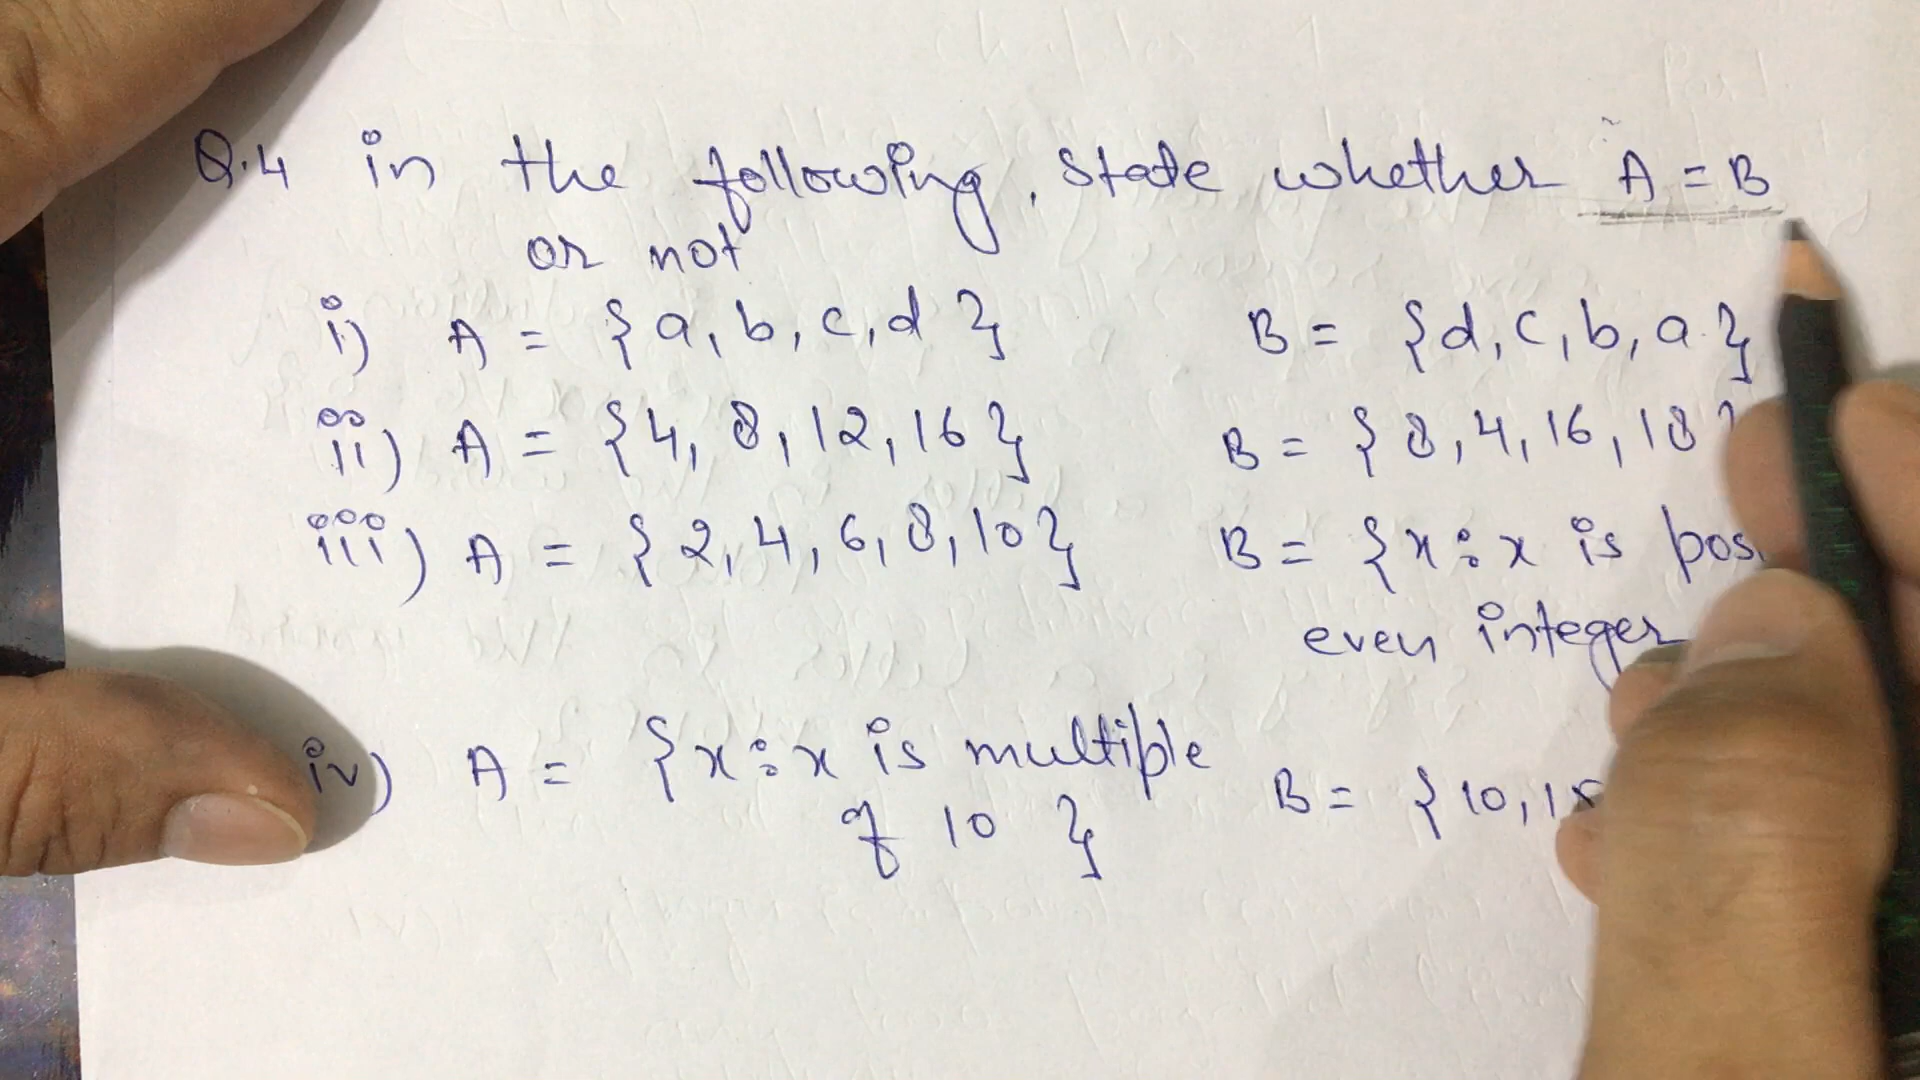 Q.4 in the following, state whether A = B
or not
i) A = {a, b, c, d} B = {d, c, b, a}
ii) A = {4, 8, 12, 16} B = {8, 4, 16, 18}
iii) A = {2, 4, 6, 8, 10} B = {x : x is pos
even integer
iv) A = {x : x is multiple
of 10 } B = {10, 15